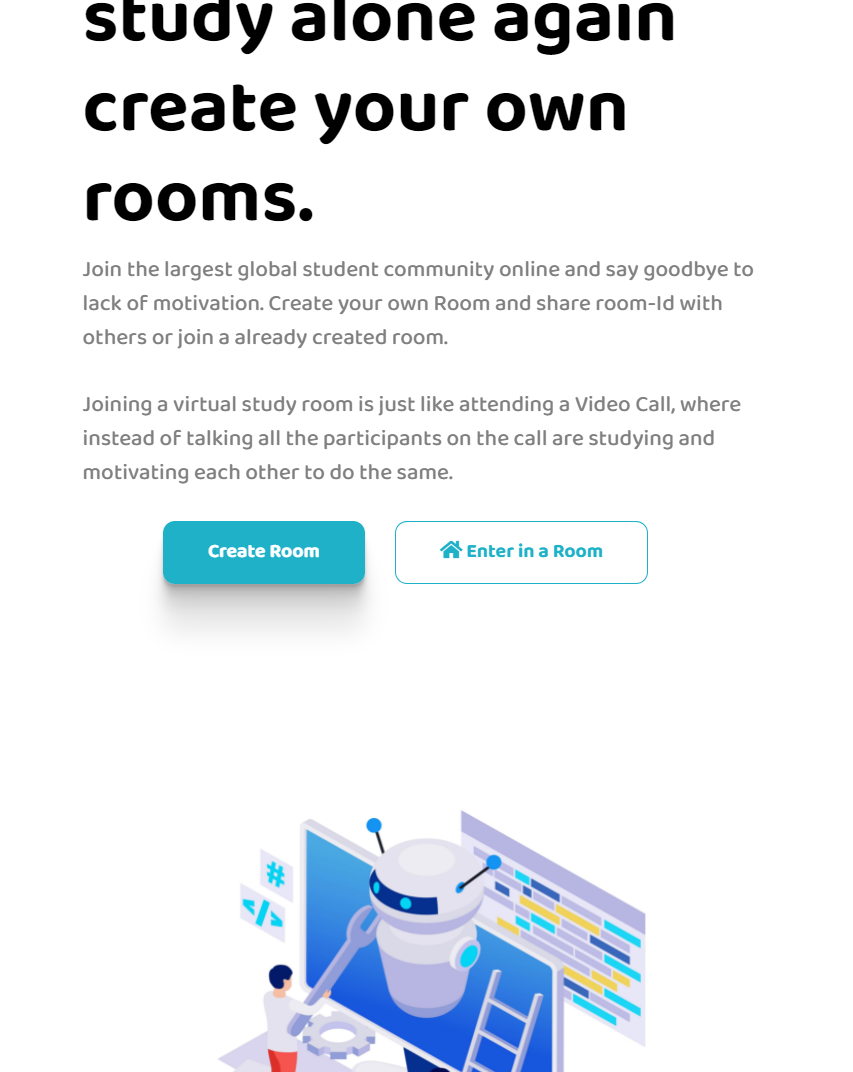 study alone again
create your own
rooms.
Join the largest global student community online and say goodbye to
lack of motivation. Create your own Room and share room-Id with
others or join a already created room.
Joining a virtual study room is just like attending a Video Call, where
instead of talking all the participants on the call are studying and
motivating each other to do the same.
Create Room
Enter in a Room
#
</>